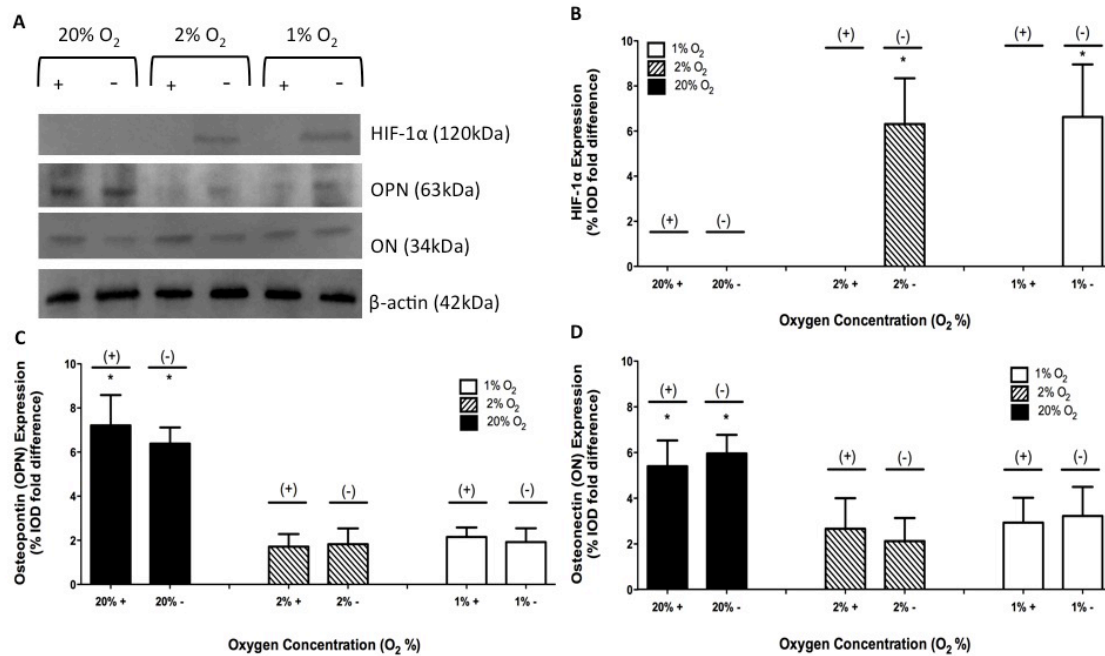 A
20% O2 2% O2 1% O2
+ - + - + -
HIF-1α (120kDa)
OPN (63kDa)
ON (34kDa)
β-actin (42kDa)
B
HIF-1α Expression
(% IOD fold difference)
10
8
6
4
2
0
1% O2
2% O2
20% O2
(+) (-) (+) (-) (+) (-)
* *
20% + 20% - 2% + 2% - 1% + 1% -
Oxygen Concentration (O2 %)
C
Osteopontin (OPN) Expression
(% IOD fold difference)
10
8
6
4
2
0
(+) (-) (+) (-) (+) (-)
* *
1% O2
2% O2
20% O2
20% + 20% - 2% + 2% - 1% + 1% -
Oxygen Concentration (O2 %)
D
Osteonectin (ON) Expression
(% IOD fold difference)
10
8
6
4
2
0
(+) (-) (+) (-) (+) (-)
* *
1% O2
2% O2
20% O2
20% + 20% - 2% + 2% - 1% + 1% -
Oxygen Concentration (O2 %)